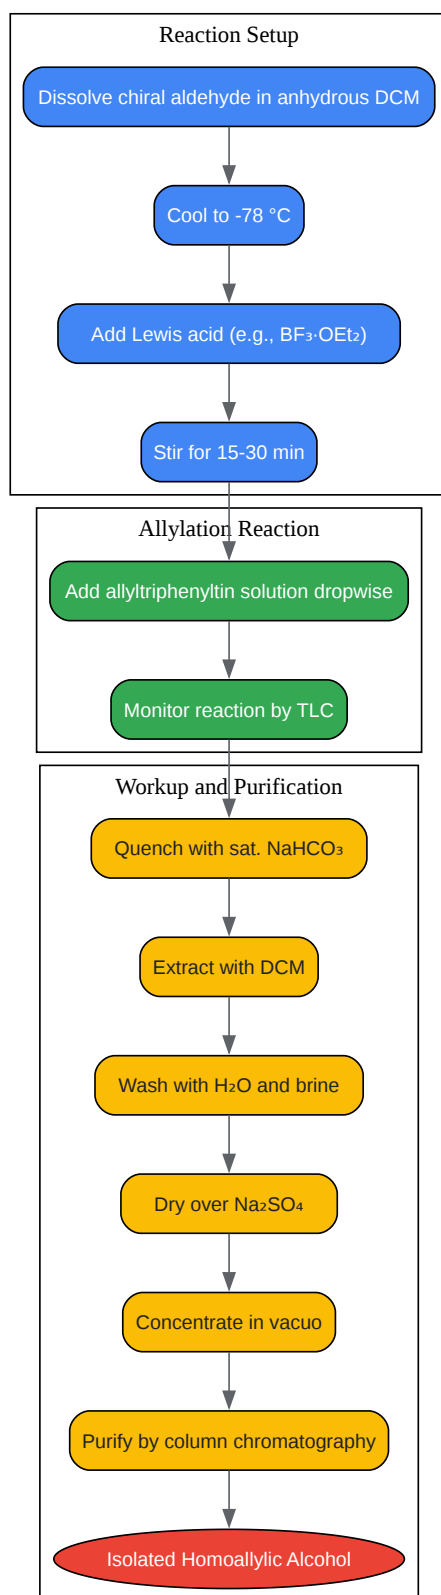 Reaction Setup
Dissolve chiral aldehyde in anhydrous DCM
Cool to -78 °C
Add Lewis acid (e.g., BF₃·OEt₂)
Stir for 15-30 min
Allylation Reaction
Add allyltriphenyltin solution dropwise
Monitor reaction by TLC
Workup and Purification
Quench with sat. NaHCO₃
Extract with DCM
Wash with H₂O and brine
Dry over Na₂SO₄
Concentrate in vacuo
Purify by column chromatography
Isolated Homoallylic Alcohol